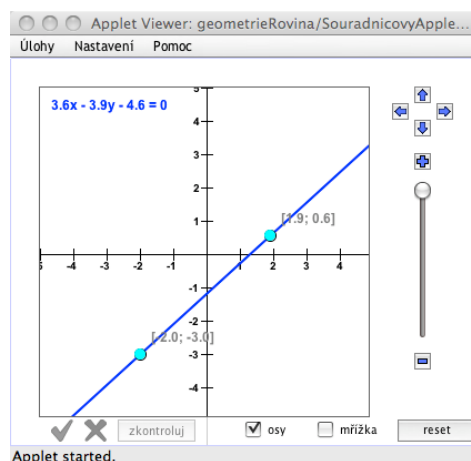 Applet Viewer: geometrieRovina/SouradnicovyApple...
Úlohy Nastavení Pomoc
3.6x - 3.9y - 4.6 = 0
5
4
3
2
1
[1.9; 0.6]
5 -4 -3 -2 -1 1 2 3 4
-1
-2
[-2.0; -3.0]
-3
-4
zkontroluj osy mřížka reset
Applet started.